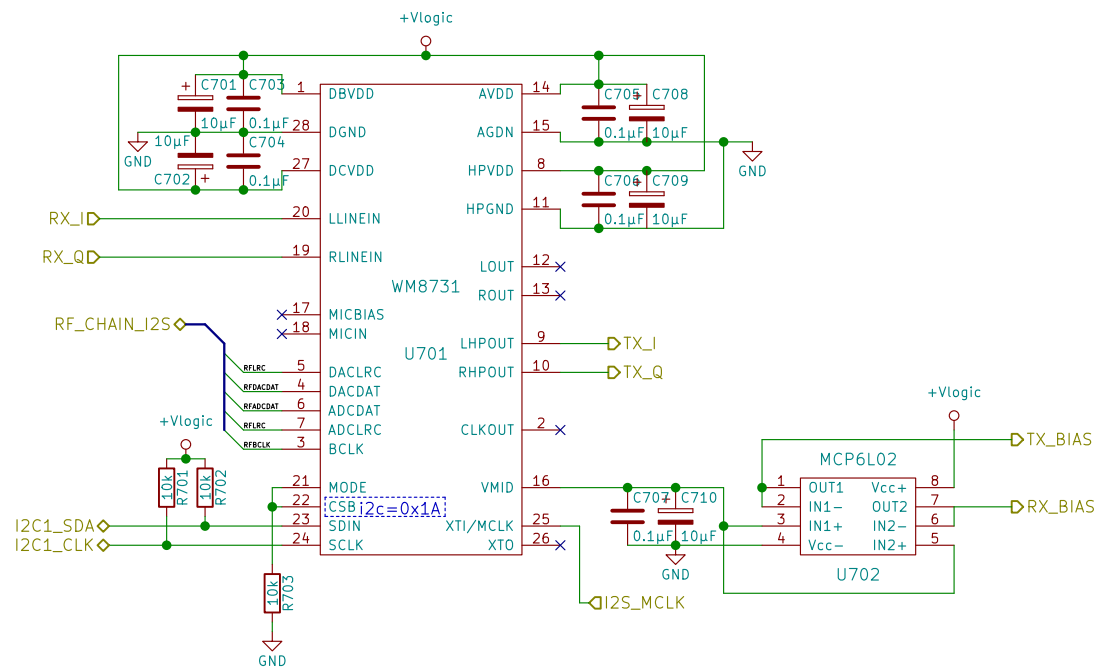 +Vlogic
C701
C703
10µF
0.1µF
10µF
C704
C702
0.1µF
GND
1
DBVDD
28
DGND
27
DCVDD
20
LLINEIN
19
RLINEIN
17
MICBIAS
18
MICIN
5
DACLRC
4
DACDAT
6
ADCDAT
7
ADCLRC
3
BCLK
21
MODE
22
CSB
i2c=0x1A
23
SDIN
24
SCLK
WM8731
U701
AVDD
14
AGDN
15
HPVDD
8
HPGND
11
LOUT
12
ROUT
13
LHPOUT
9
RHPOUT
10
CLKOUT
2
VMID
16
XTI/MCLK
25
XTO
26
C705
C708
0.1µF
10µF
GND
C706
C709
0.1µF
10µF
RX_I
RX_Q
RF_CHAIN_I2S
RFLRC
RFDACDAT
RFADCDAT
RFLRC
RFBCLK
TX_I
TX_Q
+Vlogic
10k
R701
10k
R702
I2C1_SDA
I2C1_CLK
10k
R703
GND
C707
C710
0.1µF
10µF
GND
I2S_MCLK
+Vlogic
TX_BIAS
RX_BIAS
MCP6L02
1
OUT1
2
IN1-
3
IN1+
4
Vcc-
Vcc+
8
OUT2
7
IN2-
6
IN2+
5
U702